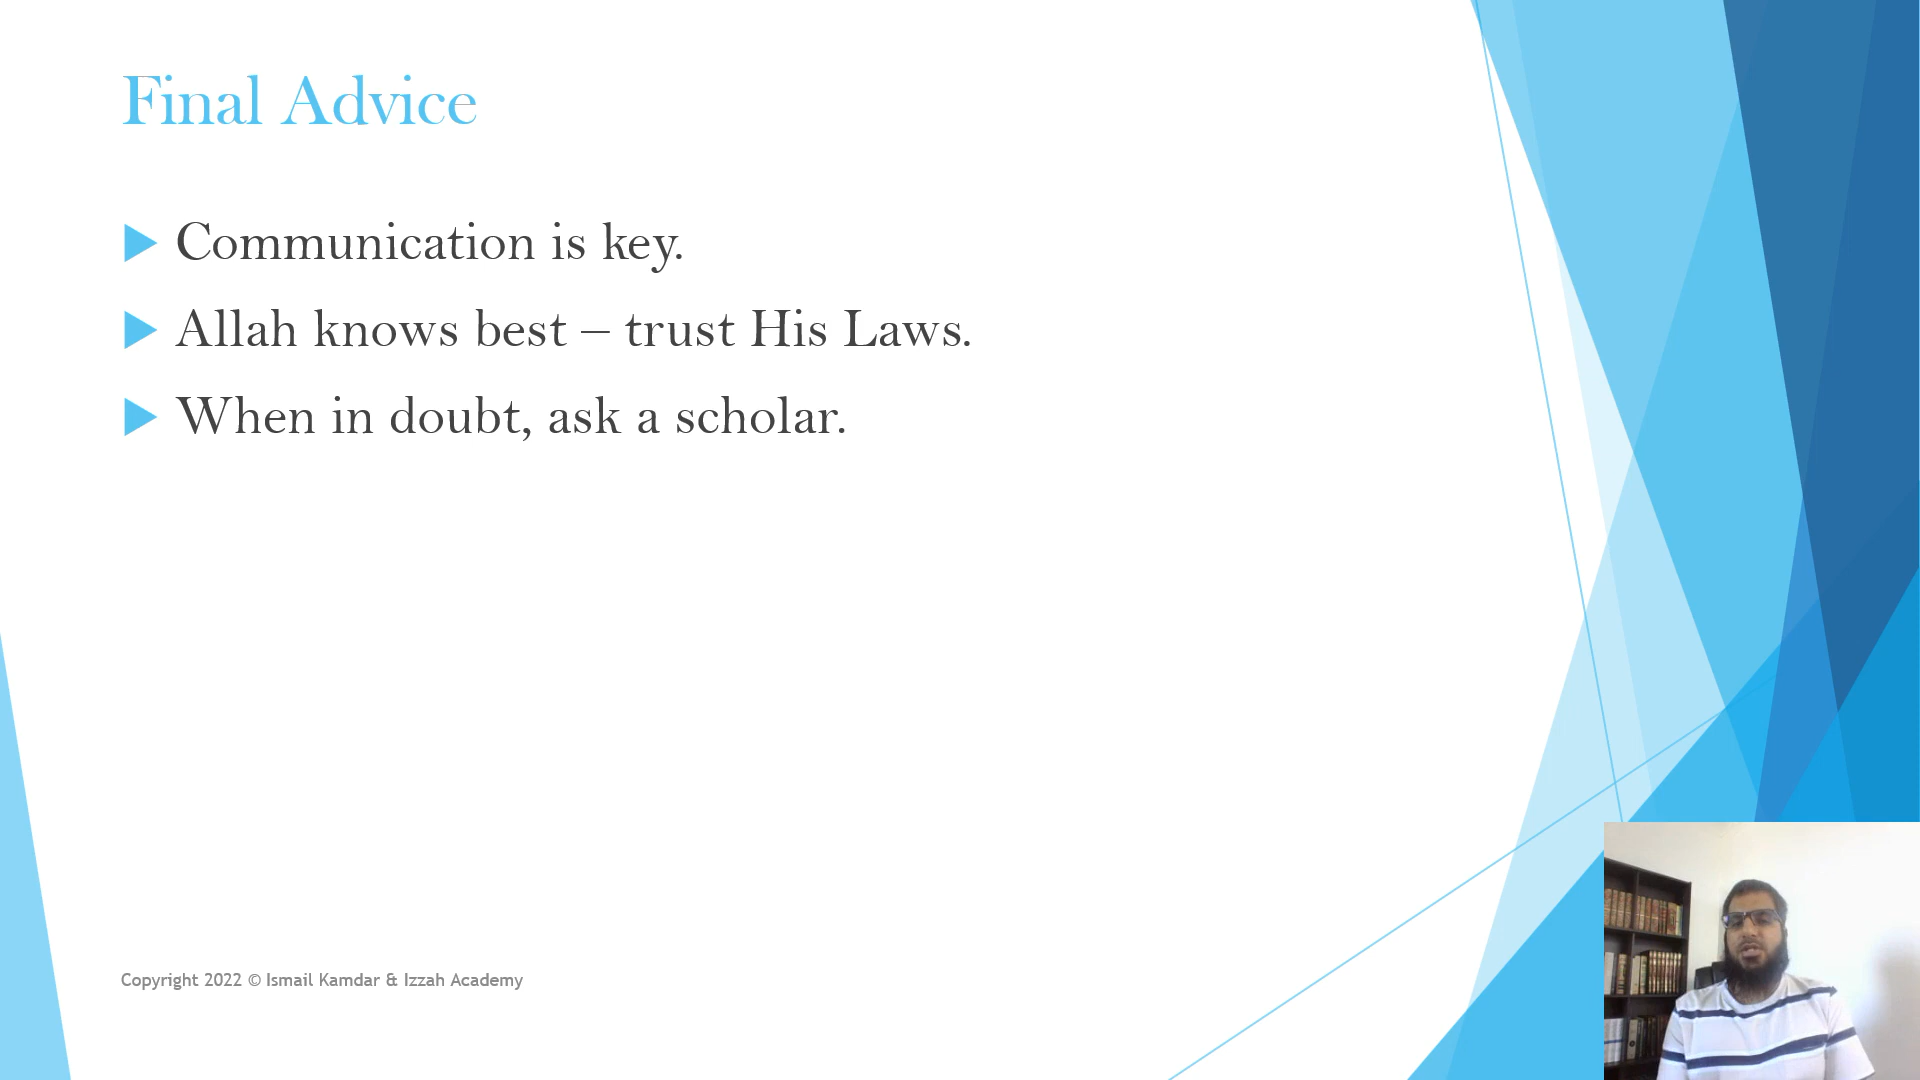 Final Advice
Communication is key.
Allah knows best – trust His Laws.
When in doubt, ask a scholar.
Copyright 2022 © Ismail Kamdar & Izzah Academy